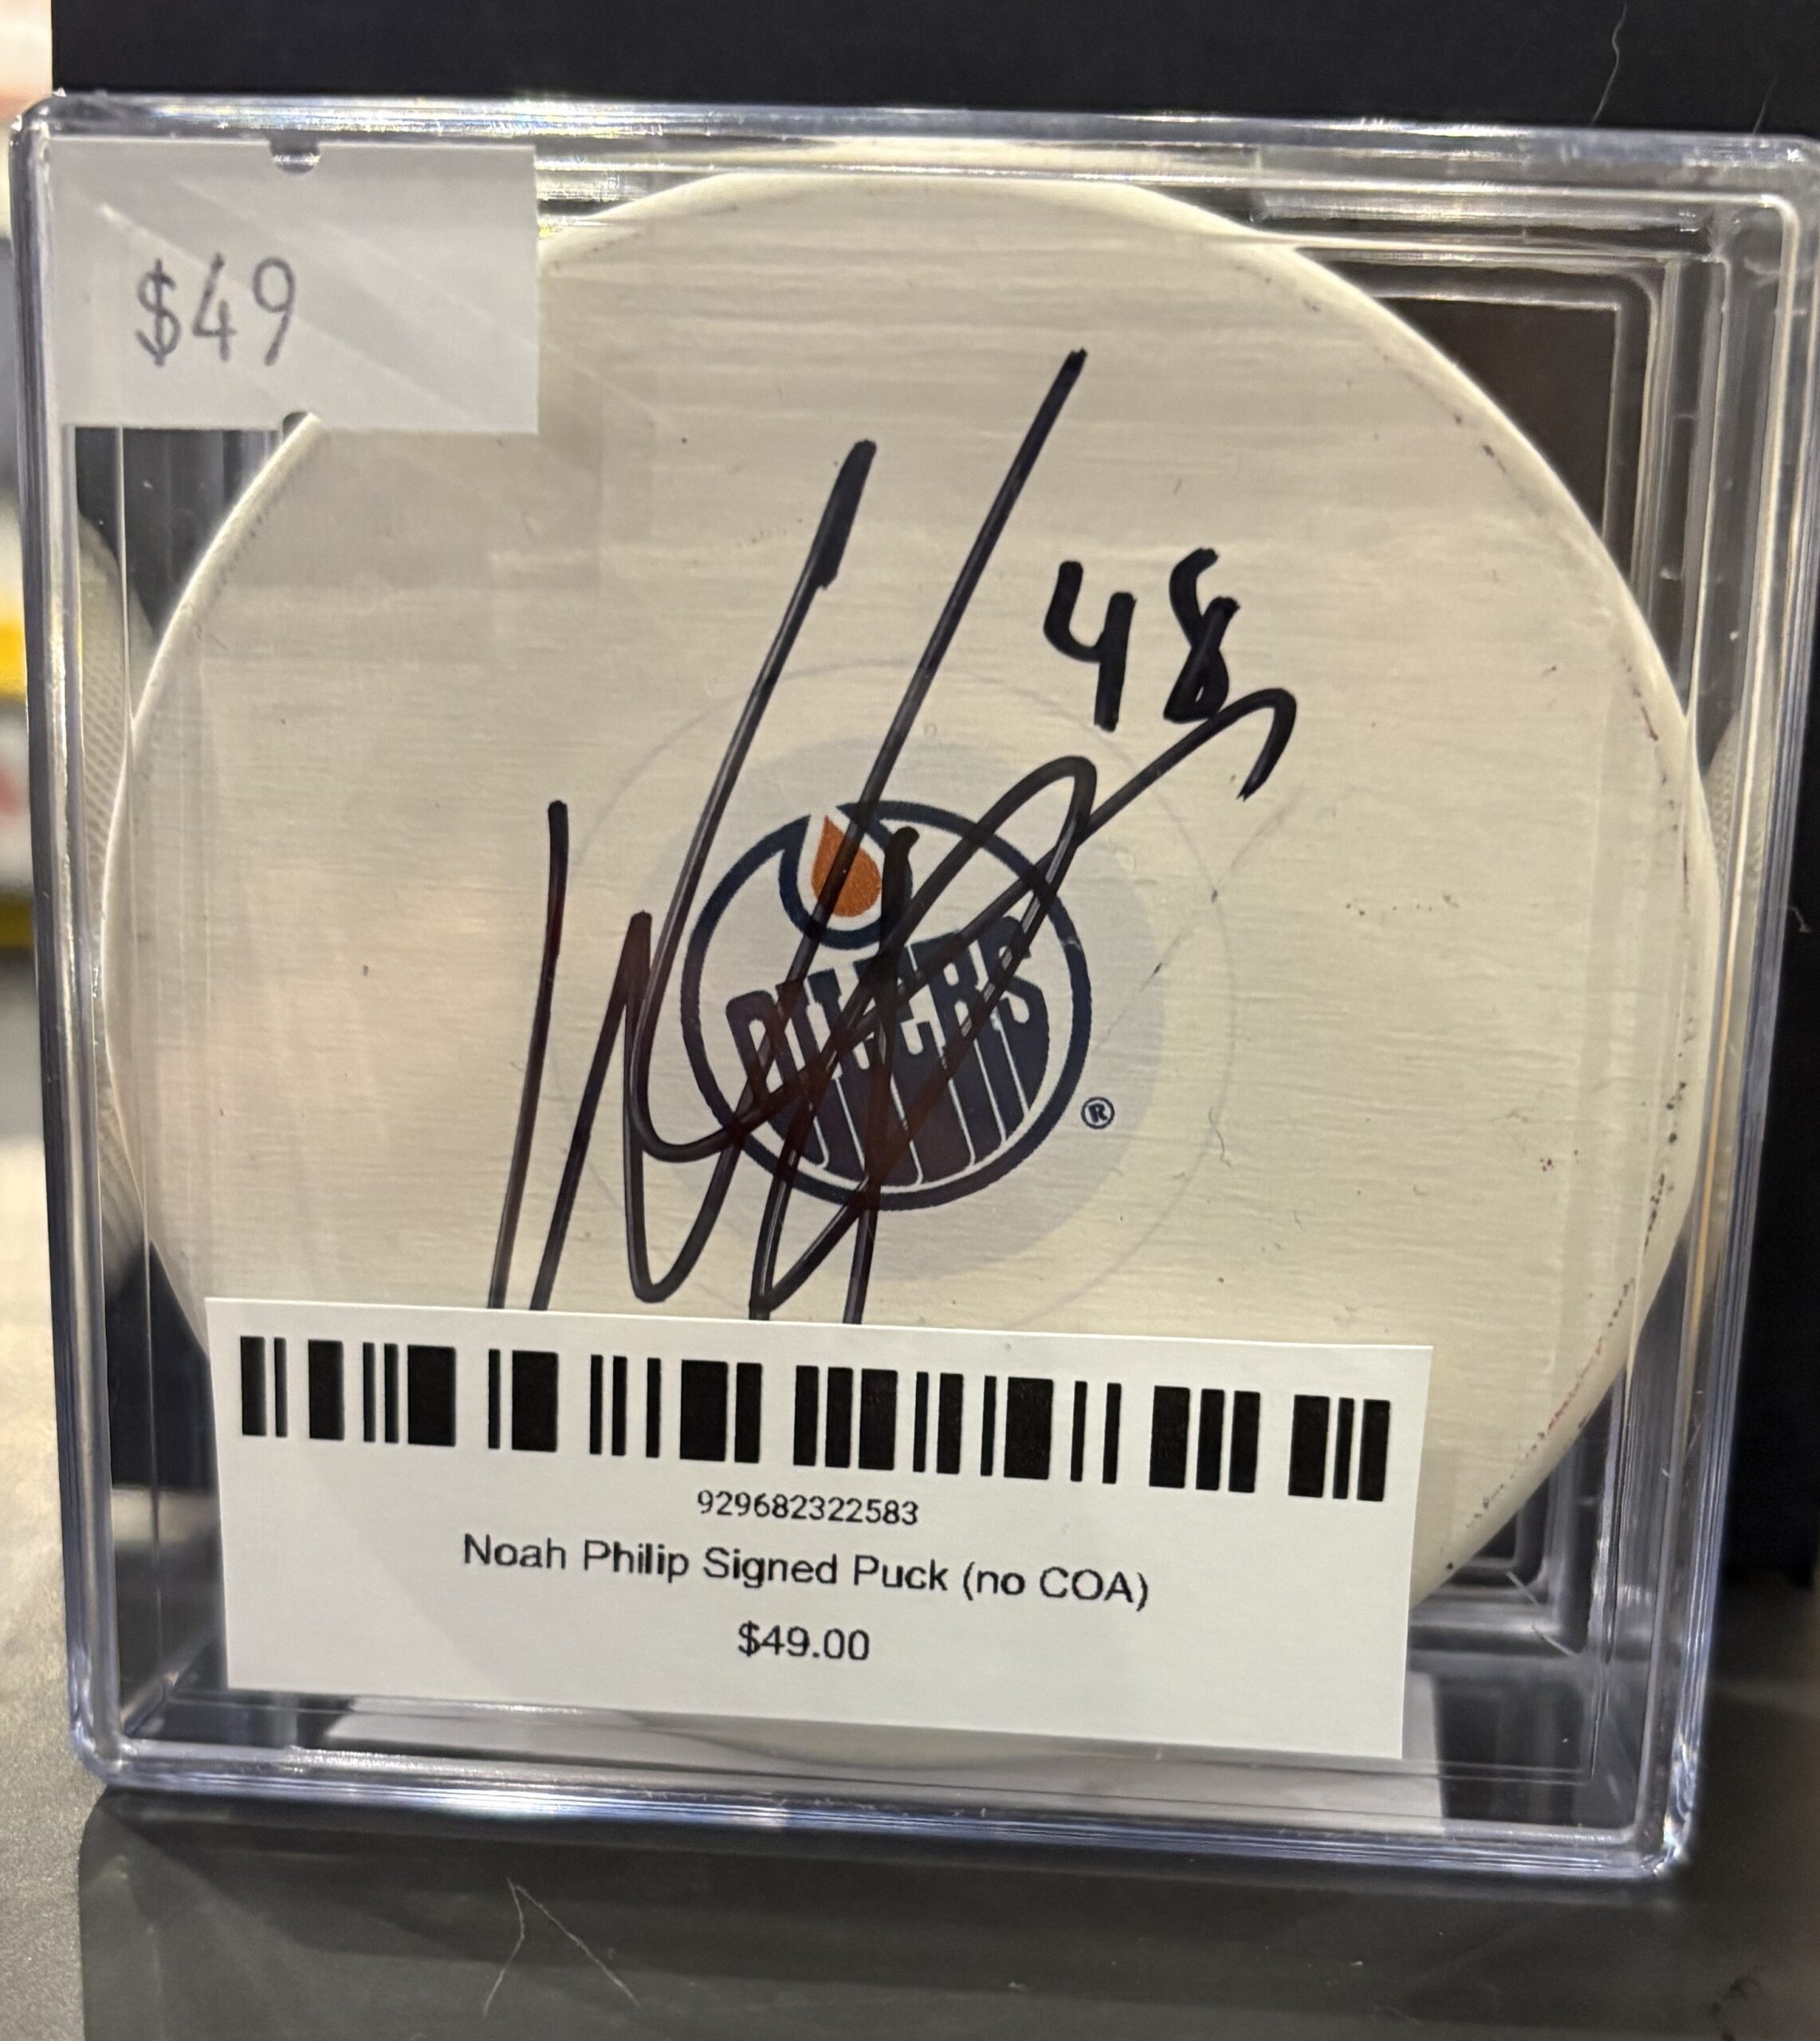 $49
48
OILERS
®
929682322583
Noah Philip Signed Puck (no COA)
$49.00